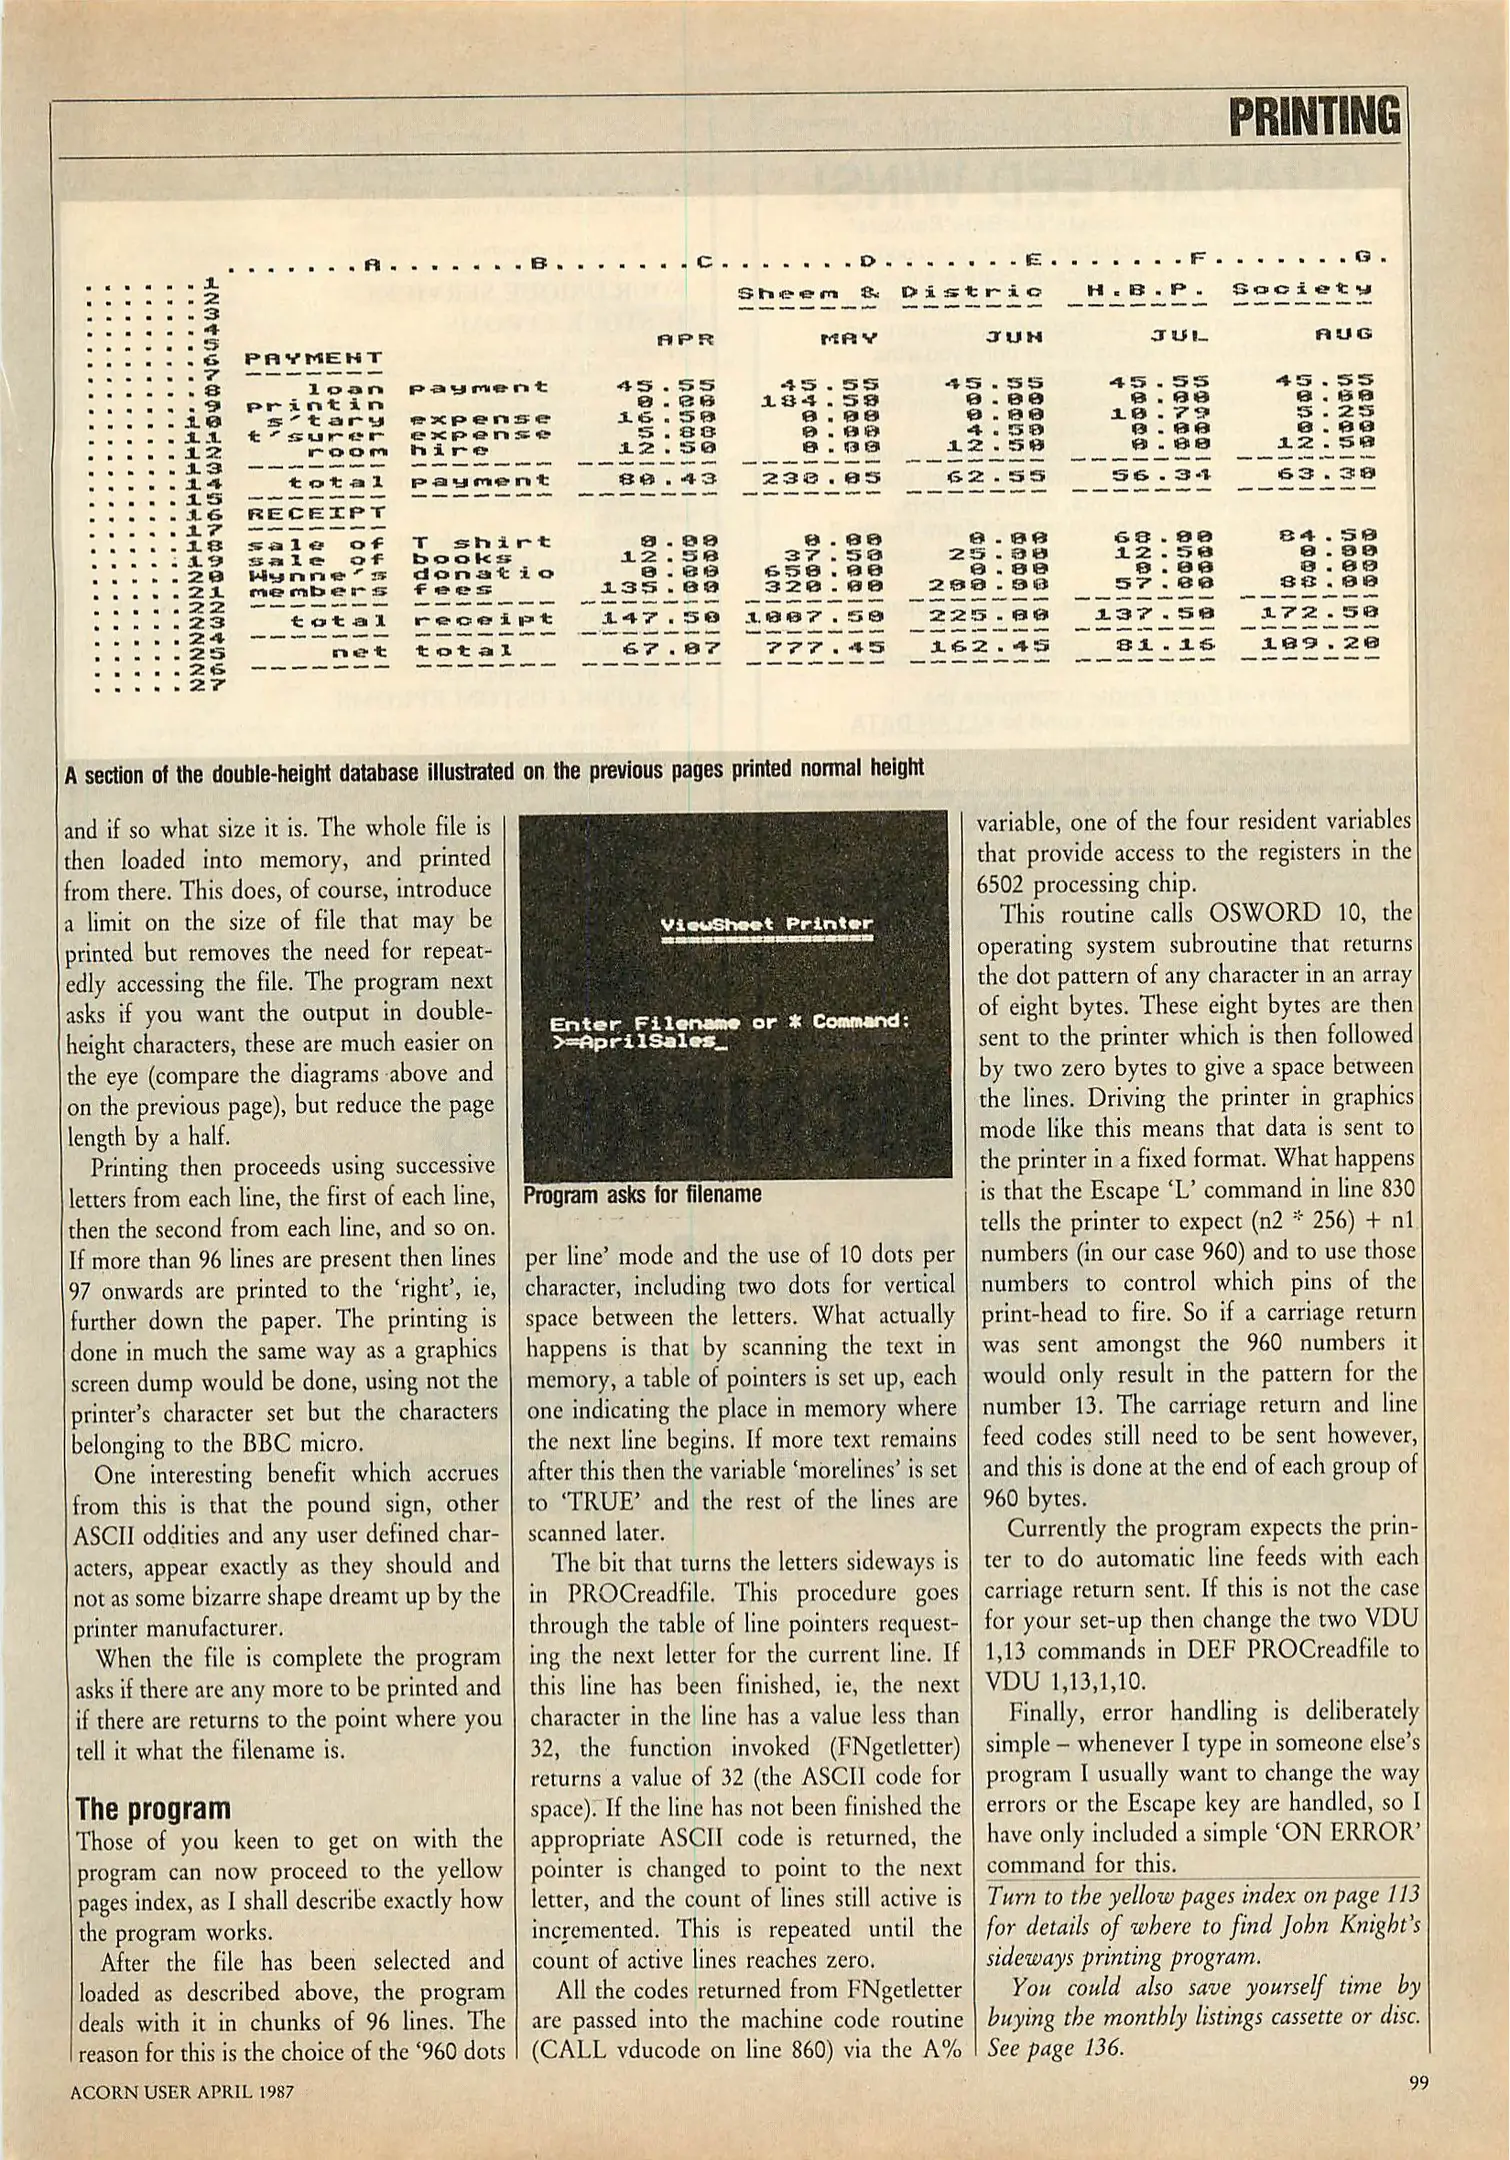 PRINTING
.......A.......B.......C.......D.......E.......F.......G.
......1
......2 Sheem & Distric H.B.P. Society
......3 -------- -------- -------- --------
......4
......5 APR MAY JUN JUL AUG
......6 PAYMENT
......7 -------
......8 loan payment 45.55 45.55 45.55 45.55 45.55
......9 printin 0.00 184.50 0.00 0.00 0.00
.....10 s'tary expense 16.50 0.00 0.00 10.79 5.25
.....11 t'surer expense 5.88 0.00 4.50 0.00 0.00
.....12 room hire 12.50 0.00 12.50 0.00 12.50
.....13 -------- -------- -------- -------- -------- -------- --------
.....14 total payment 80.43 230.05 62.55 56.34 63.30
.....15 -------- -------- -------- -------- -------- -------- --------
.....16 RECEIPT
.....17 -------
.....18 sale of T shirt 0.00 0.00 0.00 68.00 84.50
.....19 sale of books 12.50 37.50 25.00 12.50 0.00
.....20 Wynne's donatio 0.00 650.00 0.00 0.00 0.00
.....21 members fees 135.00 320.00 200.00 57.00 88.00
.....22 -------- -------- -------- -------- -------- -------- --------
.....23 total receipt 147.50 1007.50 225.00 137.50 172.50
.....24 -------- -------- -------- -------- -------- -------- --------
.....25 net total 67.07 777.45 162.45 81.16 109.20
.....26 -------- -------- -------- -------- -------- -------- --------
.....27
A section of the double-height database illustrated on the previous pages printed normal height
and if so what size it is. The whole file is
then loaded into memory, and printed
from there. This does, of course, introduce
a limit on the size of file that may be
printed but removes the need for repeat-
edly accessing the file. The program next
asks if you want the output in double-
height characters, these are much easier on
the eye (compare the diagrams above and
on the previous page), but reduce the page
length by a half.
Printing then proceeds using successive
letters from each line, the first of each line,
then the second from each line, and so on.
If more than 96 lines are present then lines
97 onwards are printed to the ‘right’, ie,
further down the paper. The printing is
done in much the same way as a graphics
screen dump would be done, using not the
printer’s character set but the characters
belonging to the BBC micro.
One interesting benefit which accrues
from this is that the pound sign, other
ASCII oddities and any user defined char-
acters, appear exactly as they should and
not as some bizarre shape dreamt up by the
printer manufacturer.
When the file is complete the program
asks if there are any more to be printed and
if there are returns to the point where you
tell it what the filename is.
The program
Those of you keen to get on with the
program can now proceed to the yellow
pages index, as I shall describe exactly how
the program works.
After the file has been selected and
loaded as described above, the program
deals with it in chunks of 96 lines. The
reason for this is the choice of the ‘960 dots
ViewSheet Printer
Enter Filename or * Command:
>=AprilSales_
Program asks for filename
per line’ mode and the use of 10 dots per
character, including two dots for vertical
space between the letters. What actually
happens is that by scanning the text in
memory, a table of pointers is set up, each
one indicating the place in memory where
the next line begins. If more text remains
after this then the variable ‘morelines’ is set
to ‘TRUE’ and the rest of the lines are
scanned later.
The bit that turns the letters sideways is
in PROCreadfile. This procedure goes
through the table of line pointers request-
ing the next letter for the current line. If
this line has been finished, ie, the next
character in the line has a value less than
32, the function invoked (FNgetletter)
returns a value of 32 (the ASCII code for
space). If the line has not been finished the
appropriate ASCII code is returned, the
pointer is changed to point to the next
letter, and the count of lines still active is
incremented. This is repeated until the
count of active lines reaches zero.
All the codes returned from FNgetletter
are passed into the machine code routine
(CALL vducode on line 860) via the A%
variable, one of the four resident variables
that provide access to the registers in the
6502 processing chip.
This routine calls OSWORD 10, the
operating system subroutine that returns
the dot pattern of any character in an array
of eight bytes. These eight bytes are then
sent to the printer which is then followed
by two zero bytes to give a space between
the lines. Driving the printer in graphics
mode like this means that data is sent to
the printer in a fixed format. What happens
is that the Escape ‘L’ command in line 830
tells the printer to expect (n2 * 256) + n1
numbers (in our case 960) and to use those
numbers to control which pins of the
print-head to fire. So if a carriage return
was sent amongst the 960 numbers it
would only result in the pattern for the
number 13. The carriage return and line
feed codes still need to be sent however,
and this is done at the end of each group of
960 bytes.
Currently the program expects the prin-
ter to do automatic line feeds with each
carriage return sent. If this is not the case
for your set-up then change the two VDU
1,13 commands in DEF PROCreadfile to
VDU 1,13,1,10.
Finally, error handling is deliberately
simple – whenever I type in someone else’s
program I usually want to change the way
errors or the Escape key are handled, so I
have only included a simple ‘ON ERROR’
command for this.
Turn to the yellow pages index on page 113
for details of where to find John Knight’s
sideways printing program.
You could also save yourself time by
buying the monthly listings cassette or disc.
See page 136.
ACORN USER APRIL 1987
99